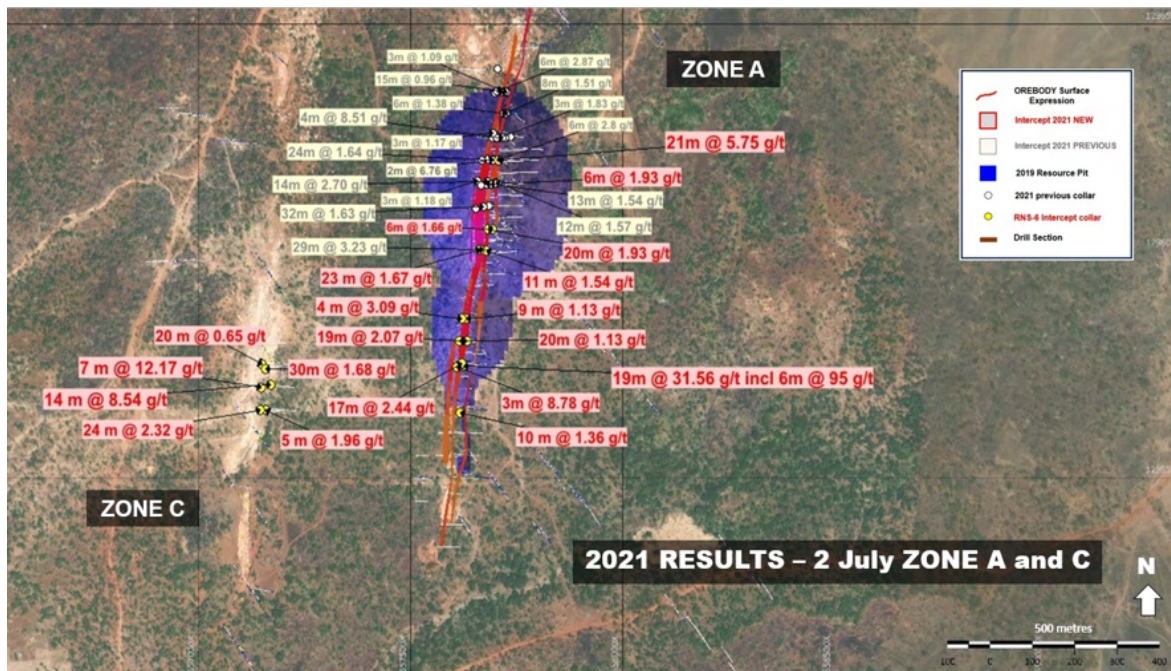 ZONE A
3m @ 1.09 g/t
6m @ 2.87 g/t
15m @ 0.96 g/t
8m @ 1.51 g/t
6m @ 1.38 g/t
3m @ 1.83 g/t
4m @ 8.51 g/t
6m @ 2.8 g/t
3m @ 1.17 g/t
21m @ 5.75 g/t
24m @ 1.64 g/t
2m @ 6.76 g/t
6m @ 1.93 g/t
14m @ 2.70 g/t
3m @ 1.18 g/t
13m @ 1.54 g/t
32m @ 1.63 g/t
12m @ 1.57 g/t
6m @ 1.66 g/t
29m @ 3.23 g/t
20m @ 1.93 g/t
23 m @ 1.67 g/t
11 m @ 1.54 g/t
4 m @ 3.09 g/t
9 m @ 1.13 g/t
19m @ 2.07 g/t
20m @ 1.13 g/t
20 m @ 0.65 g/t
7 m @ 12.17 g/t
30m @ 1.68 g/t
19m @ 31.56 g/t incl 6m @ 95 g/t
14 m @ 8.54 g/t
17m @ 2.44 g/t
3m @ 8.78 g/t
24 m @ 2.32 g/t
5 m @ 1.96 g/t
10 m @ 1.36 g/t
ZONE C
OREBODY Surface
Expression
Intercept 2021 NEW
Intercept 2021 PREVIOUS
2019 Resource Pit
2021 previous collar
RNS-6 Intercept collar
Drill Section
2021 RESULTS – 2 July ZONE A and C
N
500 metres
100 0 100 200 300 400